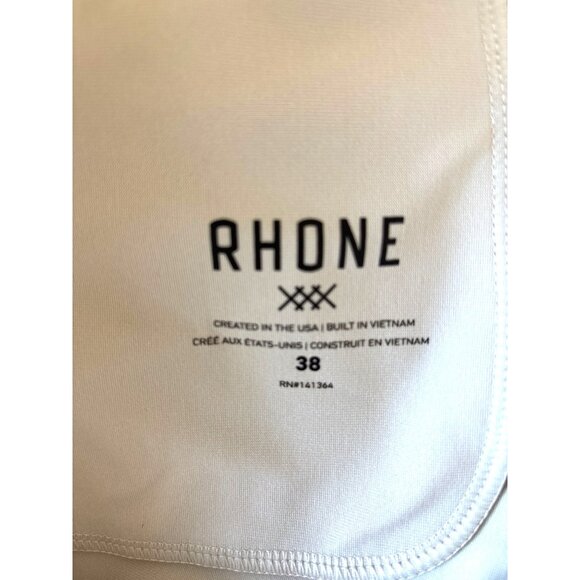 RHONE
CREATED IN THE USA | BUILT IN VIETNAM
CRÉÉ AUX ÉTATS-UNIS | CONSTRUIT EN VIETNAM
38
RN#141364